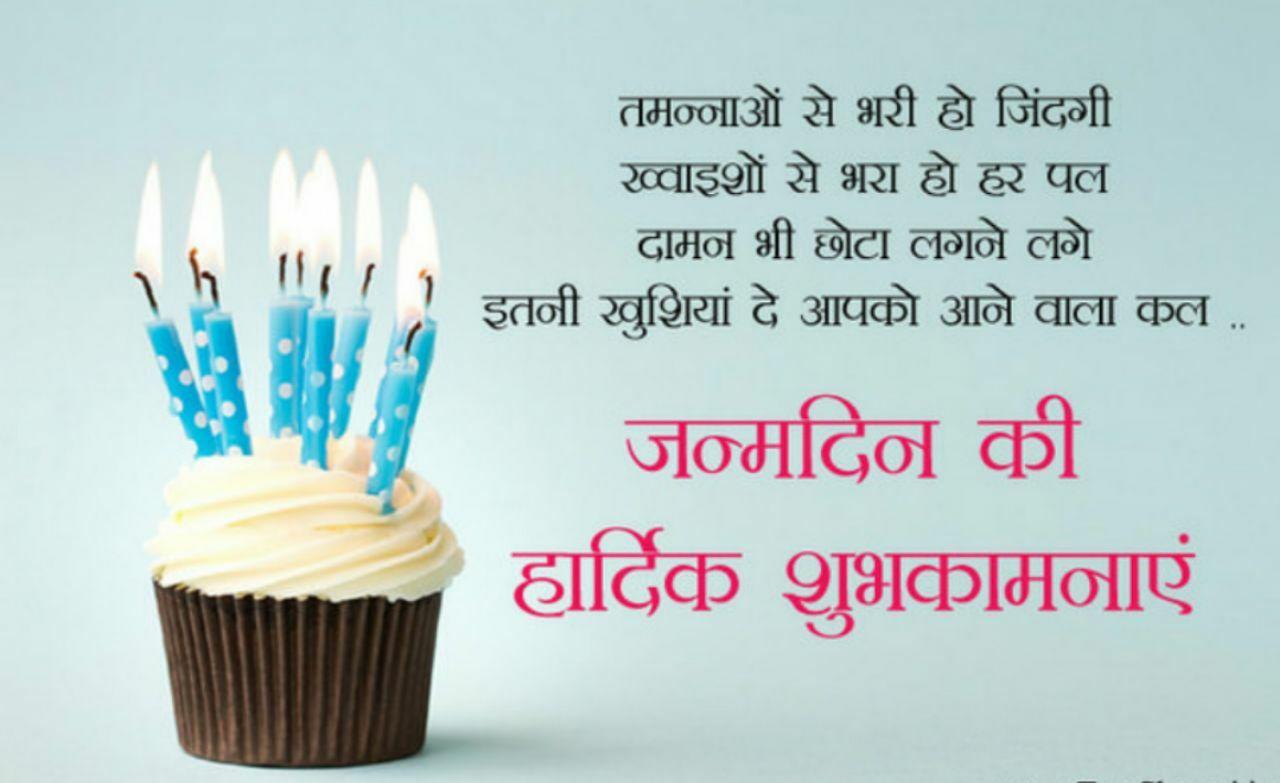 तमन्नाओं से भरी हो जिंदगी
ख्वाइशों से भरा हो हर पल
दामन भी छोटा लगने लगे
इतनी खुशियां दे आपको आने वाला कल ..
जन्मदिन की
हार्दिक शुभकामनाएं